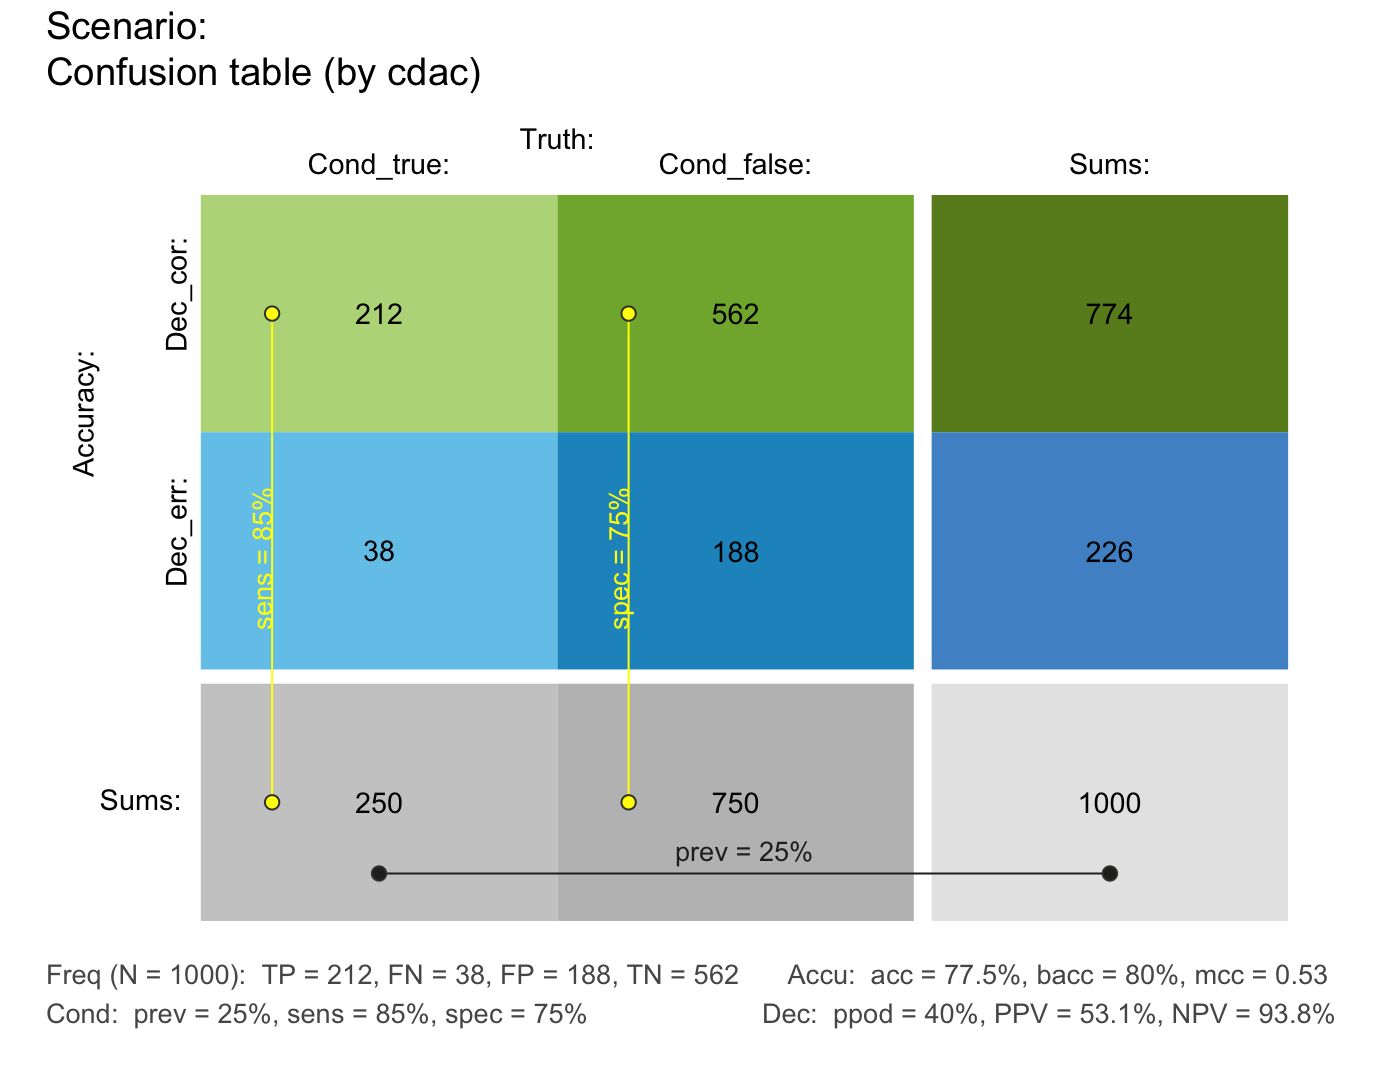 Scenario:
Confusion table (by cdac)
Truth:
Cond_true:
Cond_false:
Sums:
Accuracy:
Dec_cor:
212
562
774
Dec_err:
sens = 85%
38
spec = 75%
188
226
Sums:
250
750
1000
prev = 25%
Freq (N = 1000):  TP = 212, FN = 38, FP = 188, TN = 562
Accu:  acc = 77.5%, bacc = 80%, mcc = 0.53
Cond:  prev = 25%, sens = 85%, spec = 75%
Dec:  ppod = 40%, PPV = 53.1%, NPV = 93.8%